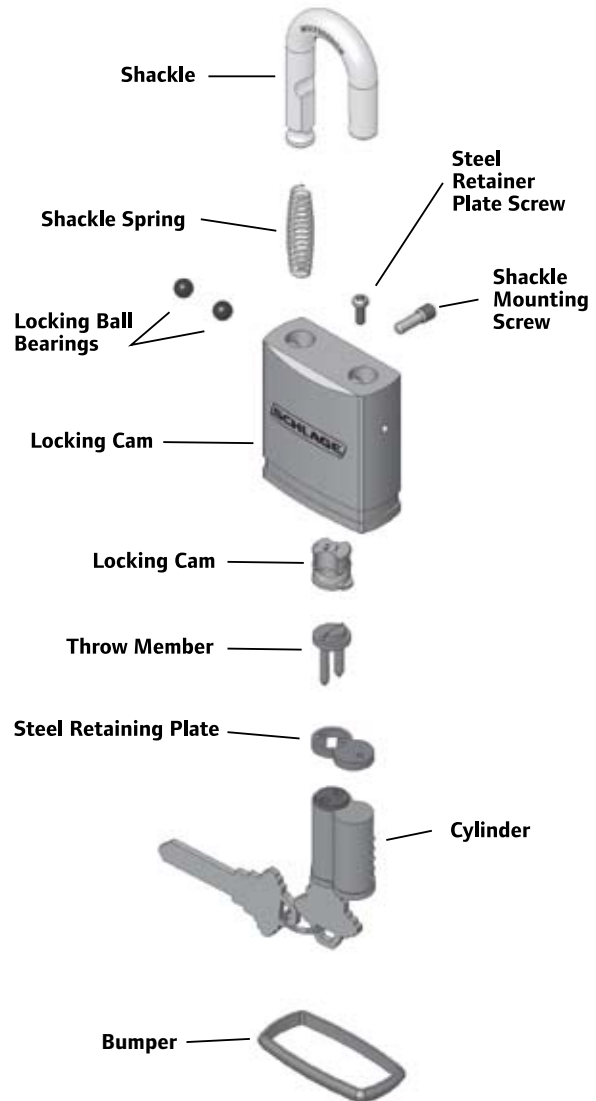 Shackle
Steel
Retainer
Plate Screw
Shackle Spring
Shackle
Mounting
Screw
Locking Ball
Bearings
SCHLAGE
Locking Cam
Locking Cam
Throw Member
Steel Retaining Plate
Cylinder
Bumper